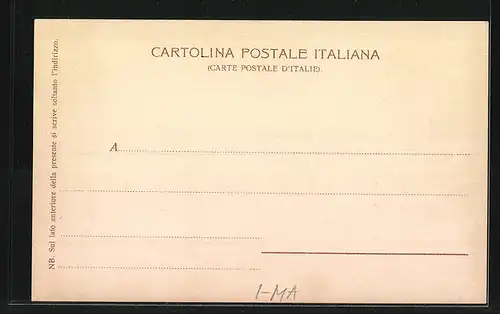 CARTOLINA POSTALE ITALIANA
(CARTE POSTALE D'ITALIE).
A
NB. Sul lato anteriore della presente si scrive soltanto l'indirizzo.
I-MA